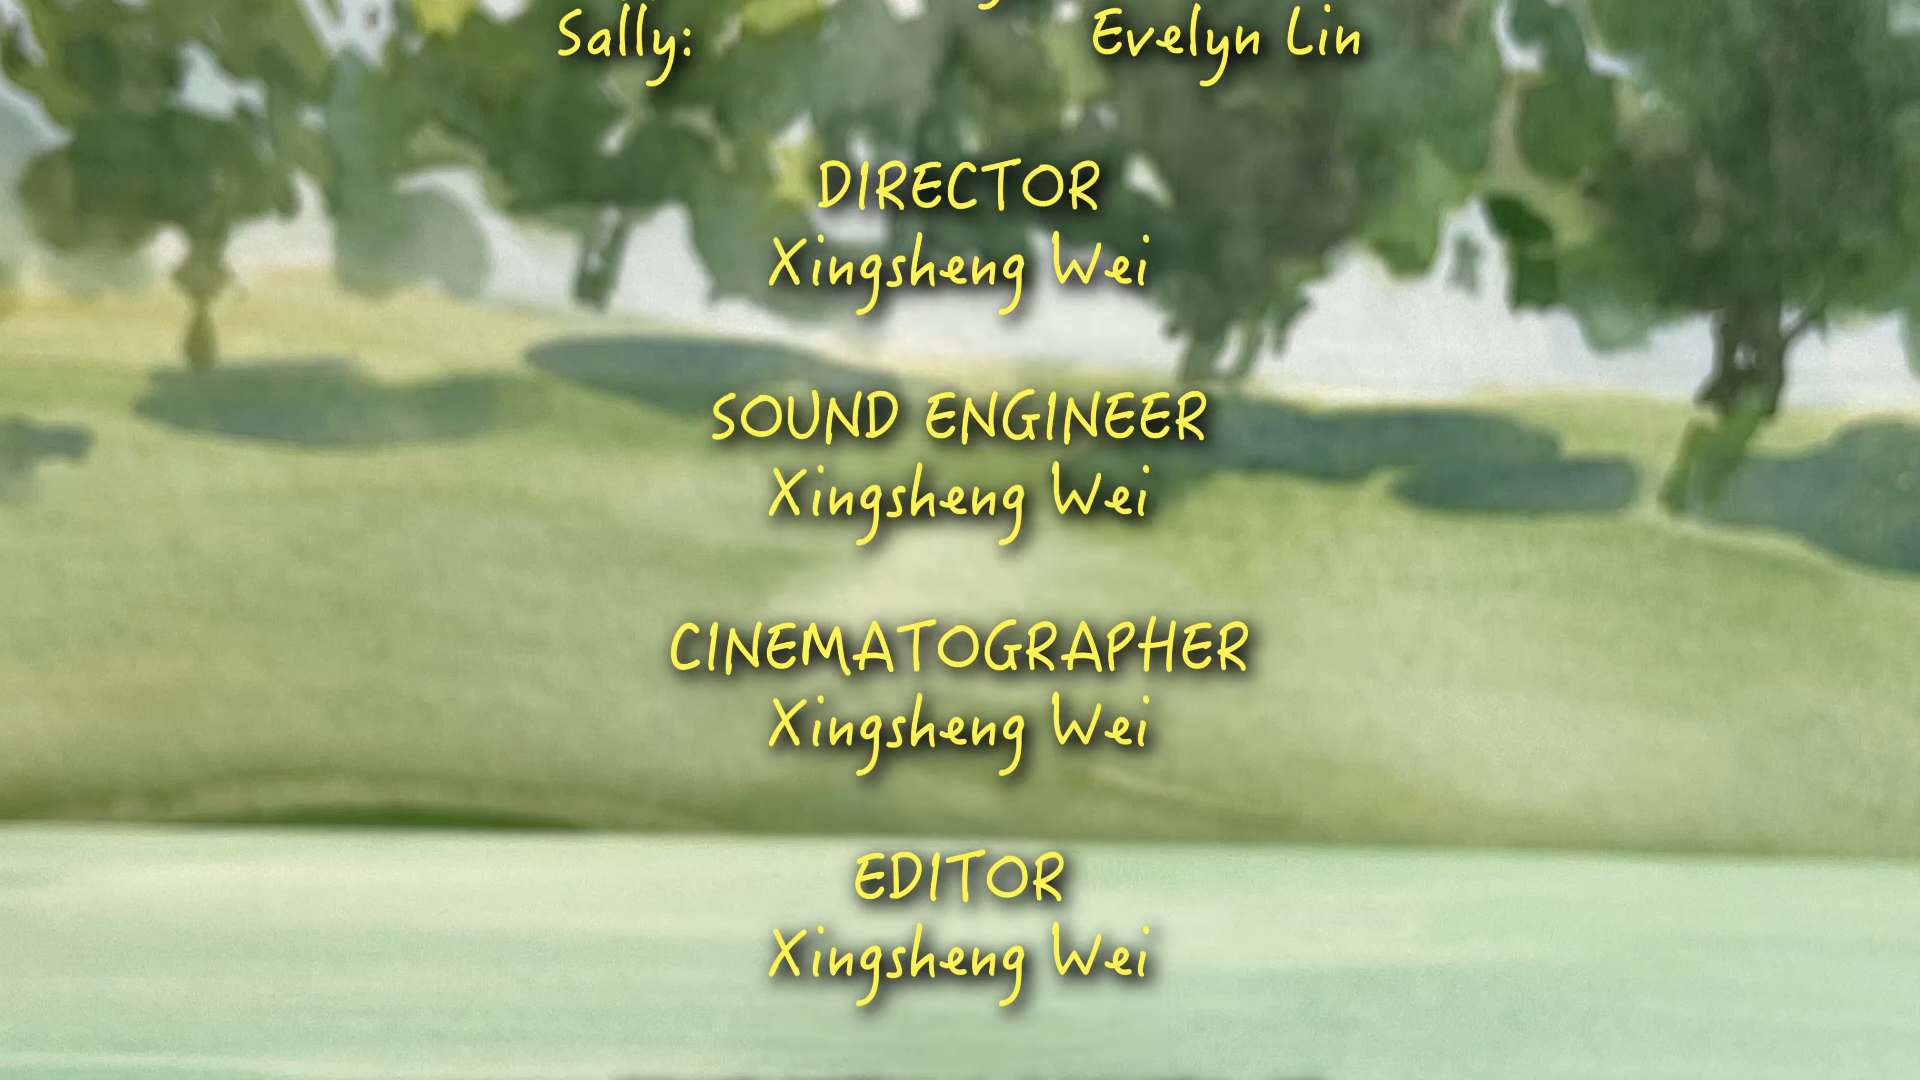 Sally: Evelyn Lin
DIRECTOR
Xingsheng Wei
SOUND ENGINEER
Xingsheng Wei
CINEMATOGRAPHER
Xingsheng Wei
EDITOR
Xingsheng Wei